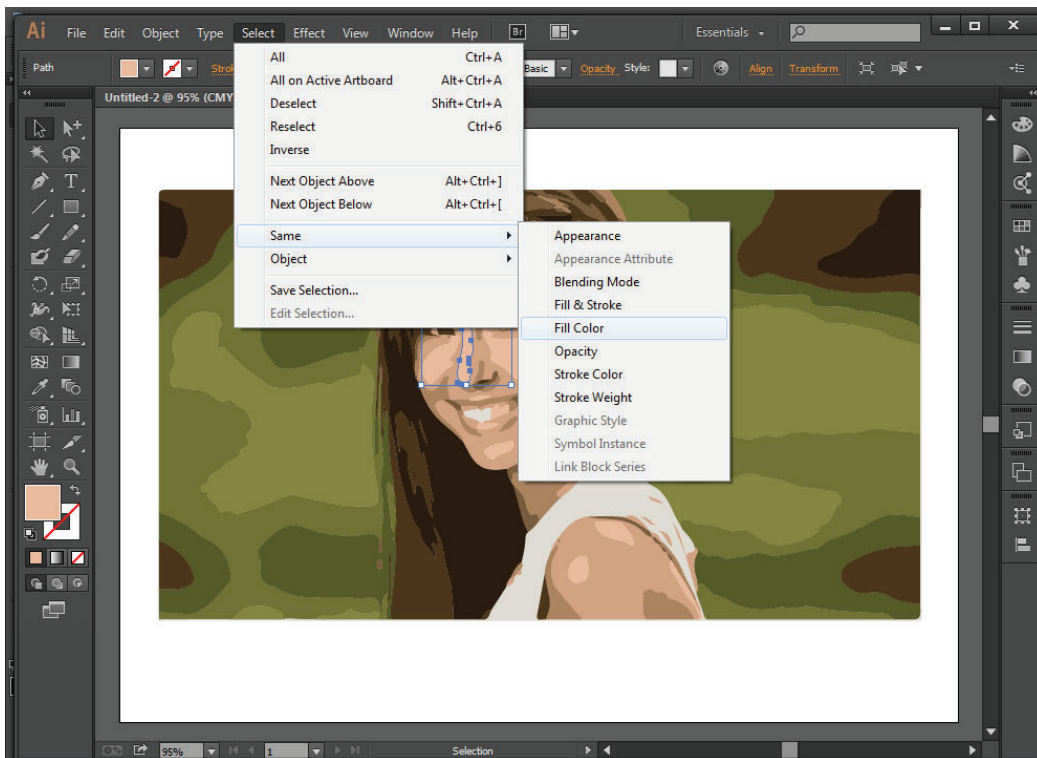 Ai File Edit Object Type Select Effect View Window Help Br Essentials
Path Basic Opacity Style: Align Transform
Untitled-2 @ 95% (CMY
All Ctrl+A
All on Active Artboard Alt+Ctrl+A
Deselect Shift+Ctrl+A
Reselect Ctrl+6
Inverse
Next Object Above Alt+Ctrl+]
Next Object Below Alt+Ctrl+[
Same
Object
Save Selection...
Edit Selection...
Appearance
Appearance Attribute
Blending Mode
Fill & Stroke
Fill Color
Opacity
Stroke Color
Stroke Weight
Graphic Style
Symbol Instance
Link Block Series
95% 1 Selection